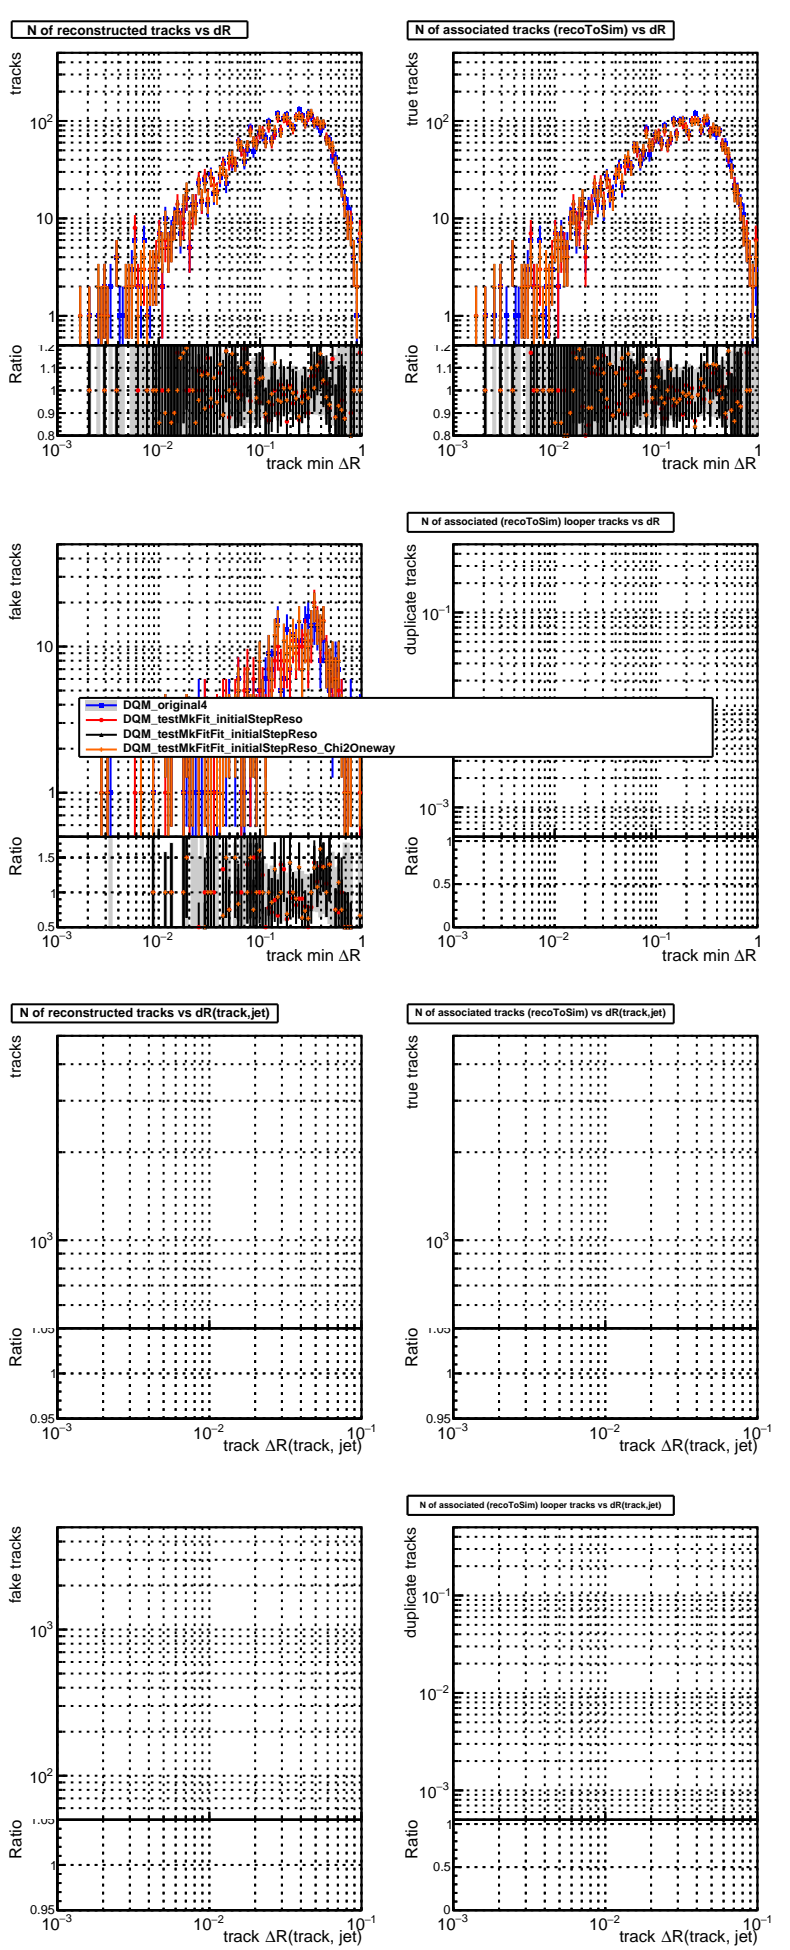 N of reconstructed tracks vs dR
tracks
10²
10
1
Ratio
1.2
1.1
1
0.9
0.8
10⁻³
10⁻²
10⁻¹
1
track min ΔR
N of associated tracks (recoToSim) vs dR
true tracks
10²
10
1
Ratio
1.2
1.1
1
0.9
0.8
10⁻³
10⁻²
10⁻¹
1
track min ΔR
fake tracks
10
1
Ratio
1.5
1
0.5
10⁻³
10⁻²
10⁻¹
1
track min ΔR
N of associated (recoToSim) looper tracks vs dR
duplicate tracks
10⁻¹
10⁻³
Ratio
1
0.5
0
10⁻³
10⁻²
10⁻¹
1
track min ΔR
DQM_original4
DQM_testMkFit_initialStepReso
DQM_testMkFitFit_initialStepReso
DQM_testMkFitFit_initialStepReso_Chi2Oneway
N of reconstructed tracks vs dR(track,jet)
tracks
10³
Ratio
1.05
1
0.95
10⁻³
10⁻²
10⁻¹
track ΔR(track, jet)
N of associated tracks (recoToSim) vs dR(track,jet)
true tracks
10³
Ratio
1.05
1
0.95
10⁻³
10⁻²
10⁻¹
track ΔR(track, jet)
fake tracks
10³
10²
Ratio
1.05
1
0.95
10⁻³
10⁻²
10⁻¹
track ΔR(track, jet)
N of associated (recoToSim) looper tracks vs dR(track,jet)
duplicate tracks
10⁻¹
10⁻²
10⁻³
Ratio
1
0.5
0
10⁻³
10⁻²
10⁻¹
track ΔR(track, jet)